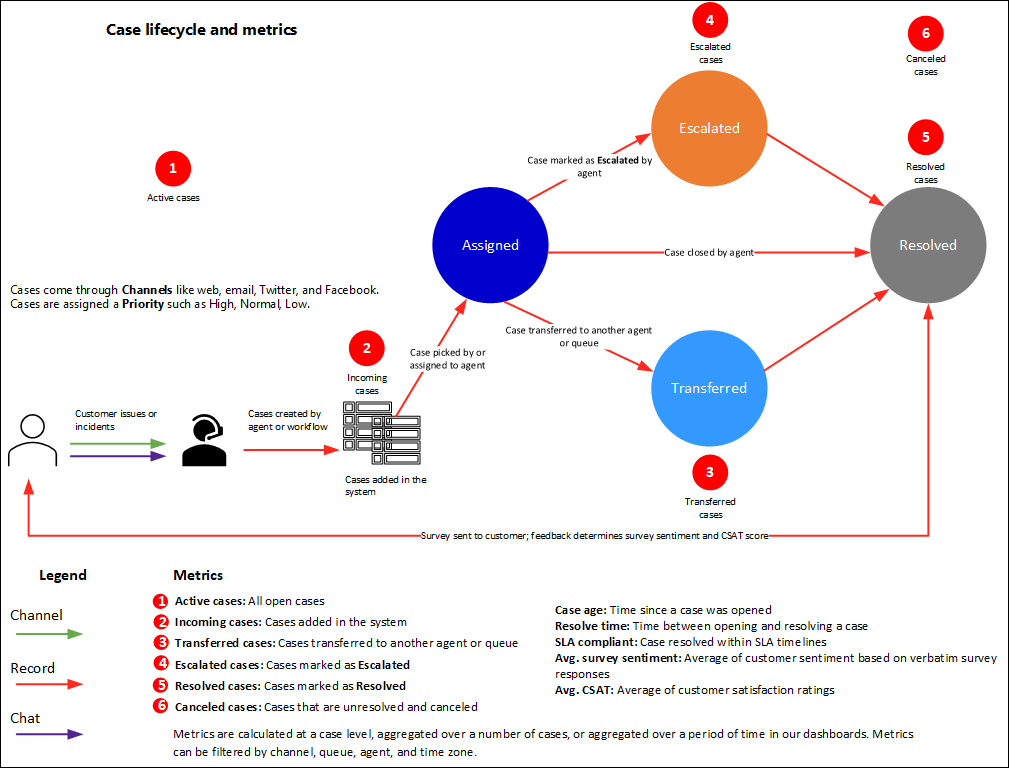 Case lifecycle and metrics
4
Escalated
cases
6
Canceled
cases
Escalated
5
Resolved
cases
1
Active cases
Case marked as Escalated by
agent
Assigned
Case closed by agent
Resolved
Cases come through Channels like web, email, Twitter, and Facebook.
Cases are assigned a Priority such as High, Normal, Low.
Case transferred to another agent
or queue
2
Incoming
cases
Case picked by or
assigned to agent
Transferred
Customer issues or
incidents
Cases created by
agent or workflow
Cases added in the
system
3
Transferred
cases
Survey sent to customer; feedback determines survey sentiment and CSAT score
Legend
Channel
Record
Chat
Metrics
1 Active cases: All open cases
2 Incoming cases: Cases added in the system
3 Transferred cases: Cases transferred to another agent or queue
4 Escalated cases: Cases marked as Escalated
5 Resolved cases: Cases marked as Resolved
6 Canceled cases: Cases that are unresolved and canceled
Case age: Time since a case was opened
Resolve time: Time between opening and resolving a case
SLA compliant: Case resolved within SLA timelines
Avg. survey sentiment: Average of customer sentiment based on verbatim survey
responses
Avg. CSAT: Average of customer satisfaction ratings
Metrics are calculated at a case level, aggregated over a number of cases, or aggregated over a period of time in our dashboards. Metrics
can be filtered by channel, queue, agent, and time zone.